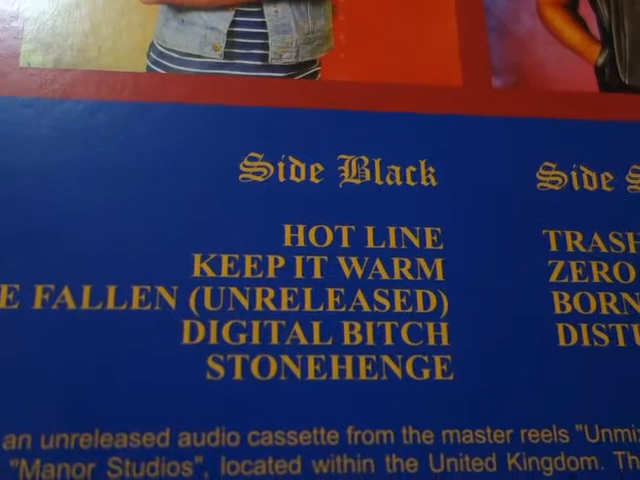 Side Black
HOT LINE
KEEP IT WARM
E FALLEN (UNRELEASED)
DIGITAL BITCH
STONEHENGE
Side S
TRASH
ZERO
BORN
DISTU
an unreleased audio cassette from the master reels "Unmix
"Manor Studios", located within the United Kingdom. Th